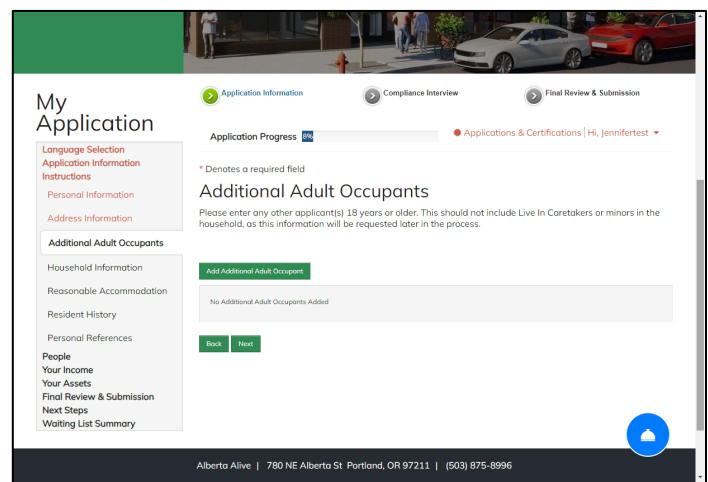 Application Information
Compliance Interview
Final Review & Submission
My
Application
Application Progress 8%
Applications & Certifications | Hi, Jennifertest
Language Selection
Application Information
Instructions
Personal Information
Address Information
Additional Adult Occupants
Household Information
Reasonable Accommodation
Resident History
Personal References
People
Your Income
Your Assets
Final Review & Submission
Next Steps
Waiting List Summary
* Denotes a required field
Additional Adult Occupants
Please enter any other applicant(s) 18 years or older. This should not include Live In Caretakers or minors in the
household, as this information will be requested later in the process.
Add Additional Adult Occupant
No Additional Adult Occupants Added
Back Next
Alberta Alive | 780 NE Alberta St Portland, OR 97211 | (503) 875-8996